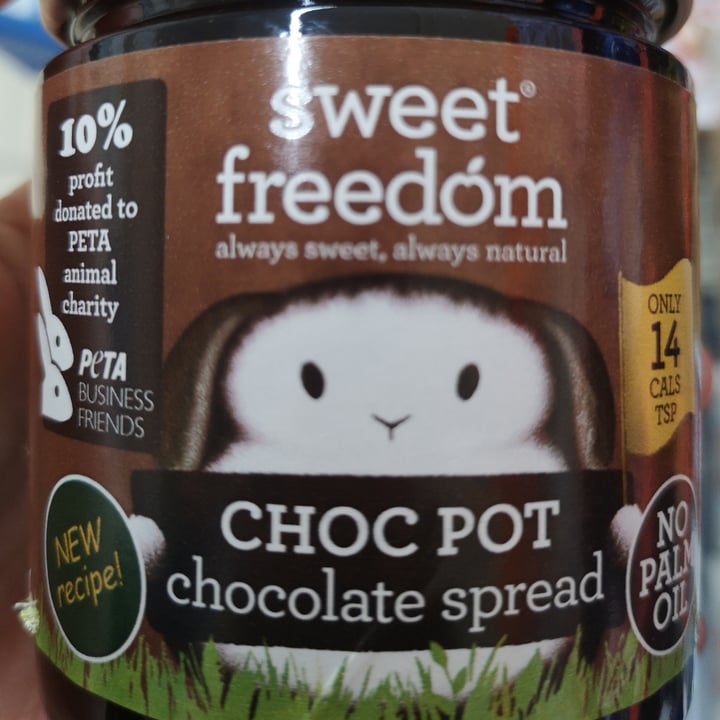 sweet®
freedom
always sweet, always natural
10%
profit
donated to
PETA
animal
charity
PETA
BUSINESS
FRIENDS
ONLY
14
CALS
TSP
CHOC POT
chocolate spread
NEW
recipe!
NO
PALM
OIL